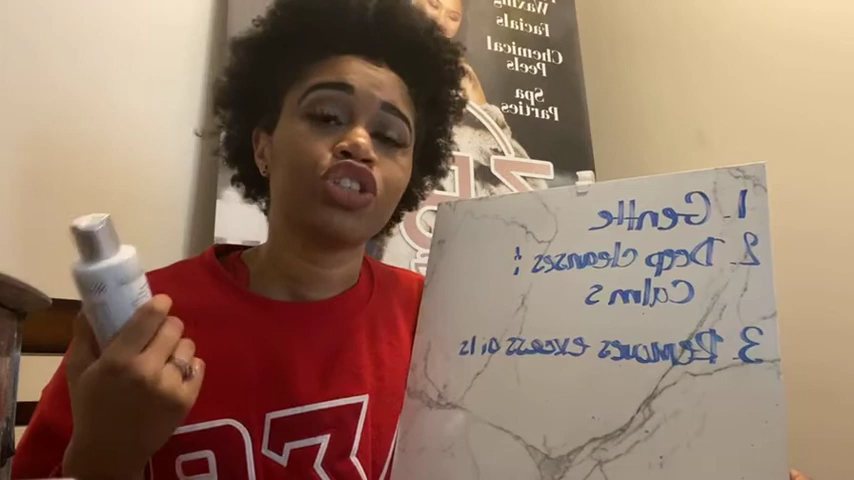 Waxing
Facials
Chemical
Peels
Spa
Parties
1. Gentle
2. Deep Cleanses &
Calms
3. Removes excess oils